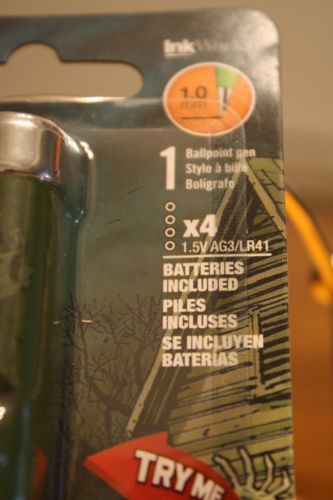 InkWorks
1.0
mm
1 Ballpoint pen
Stylo à bille
Bolígrafo
x4
1.5V AG3/LR41
BATTERIES
INCLUDED
PILES
INCLUSES
SE INCLUYEN
BATERÍAS
TRY ME